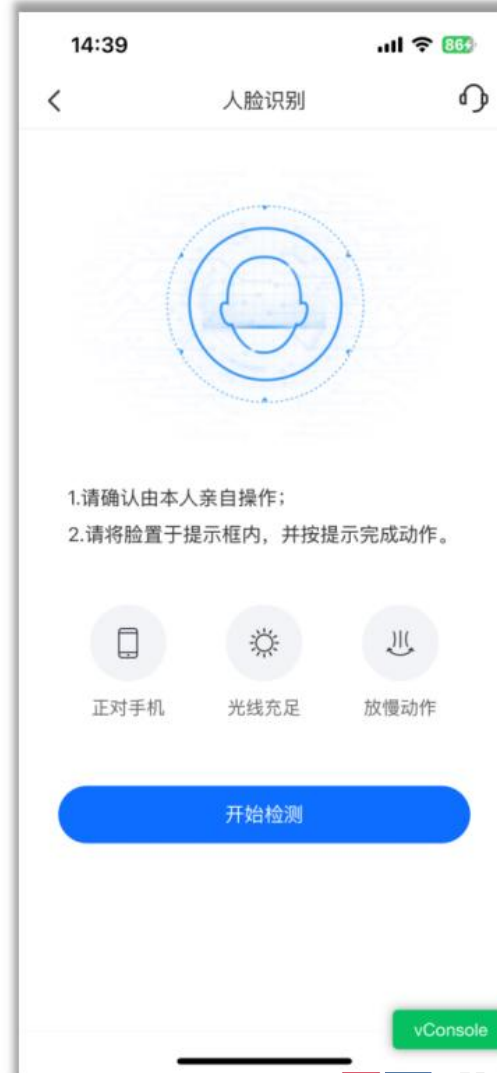 14:39
86
人脸识别
1.请确认由本人亲自操作；
2.请将脸置于提示框内，并按提示完成动作。
正对手机
光线充足
放慢动作
开始检测
vConsole